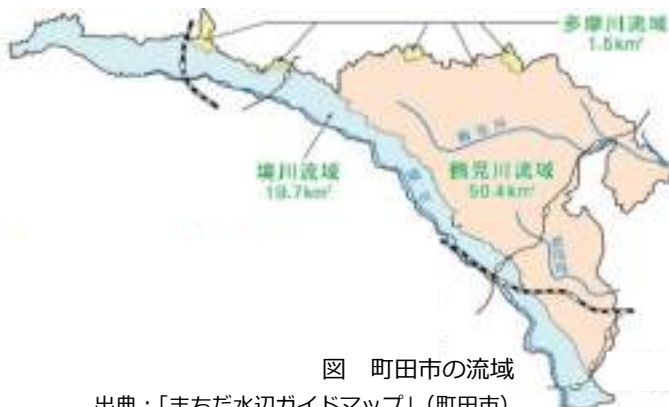 多摩川流域
1.6km²
境川流域
19.7km²
鶴見川流域
50.4km²
図 町田市の流域
出典：「まちだ水辺ガイドマップ」（町田市）